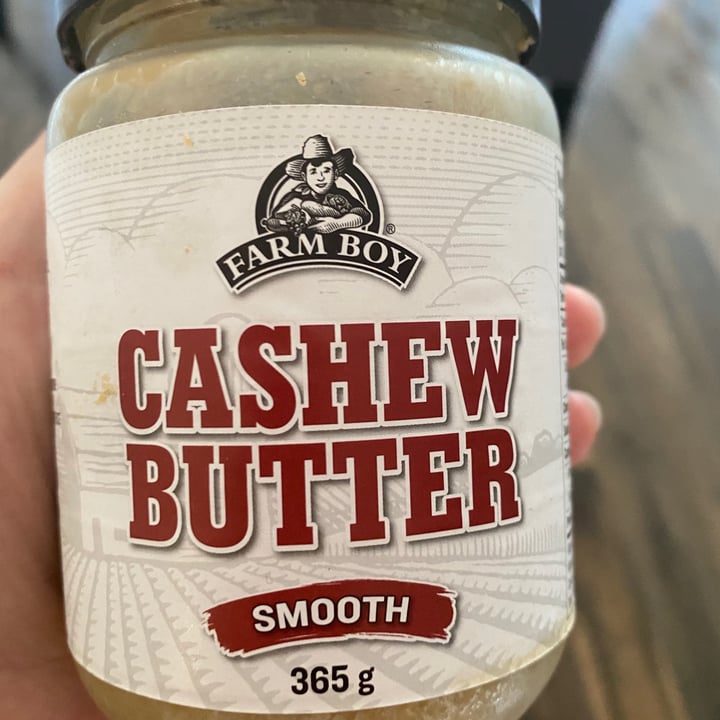 FARM BOY®
CASHEW
BUTTER
SMOOTH
365 g